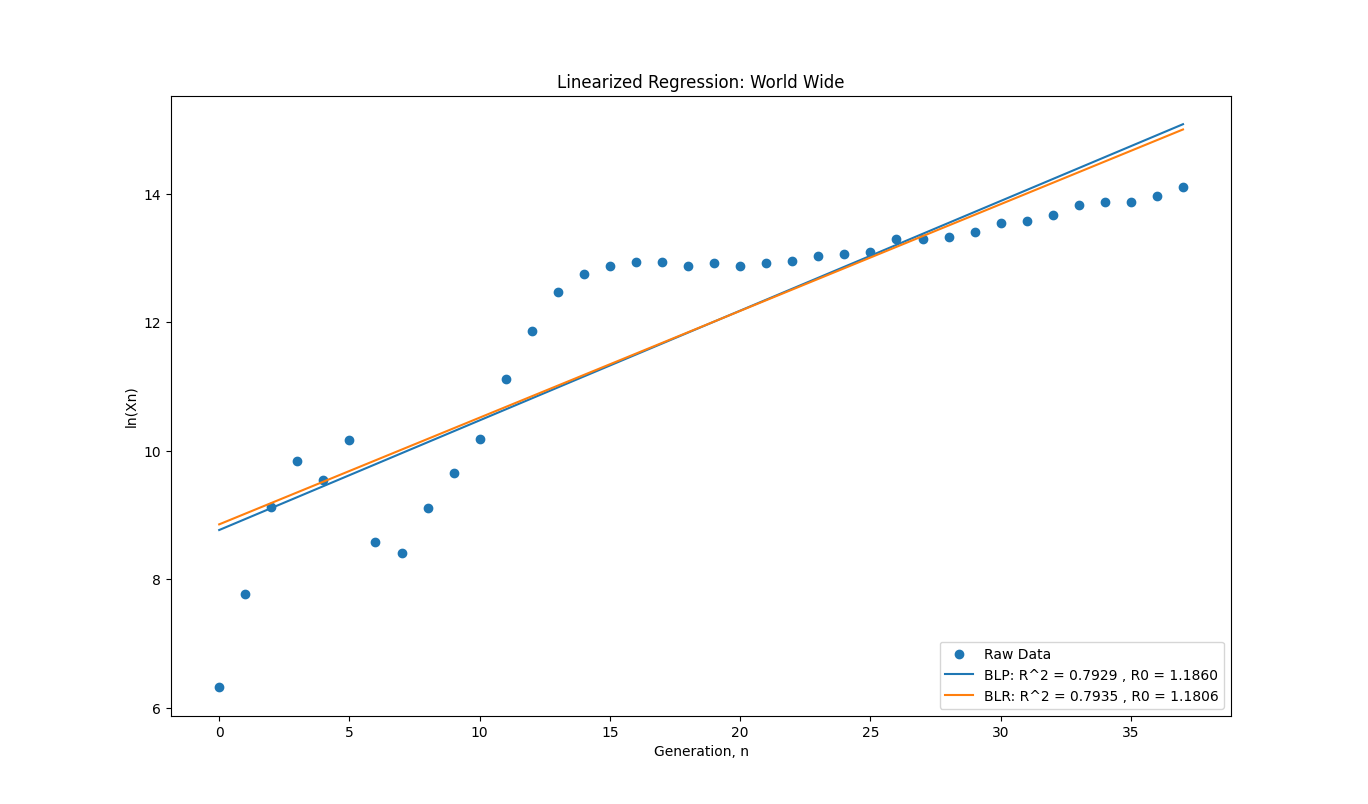 Linearized Regression: World Wide
ln(Xn)
14
12
10
8
6
0 5 10 15 20 25 30 35
Generation, n
Raw Data
BLP: R^2 = 0.7929 , R0 = 1.1860
BLR: R^2 = 0.7935 , R0 = 1.1806